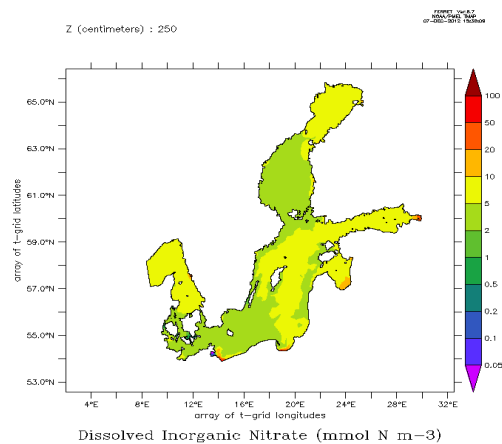 FERRET Ver.6.7
NOAA/PMEL TMAP
07-DEC-2012 15:39:09
Z (centimeters) : 250
65.0°N
63.0°N
61.0°N
59.0°N
57.0°N
55.0°N
53.0°N
array of t-grid latitudes
4°E 8°E 12°E 16°E 20°E 24°E 28°E 32°E
array of t-grid longitudes
100
50
20
10
5
2
1
0.5
0.2
0.1
0.05
Dissolved Inorganic Nitrate (mmol N m-3)